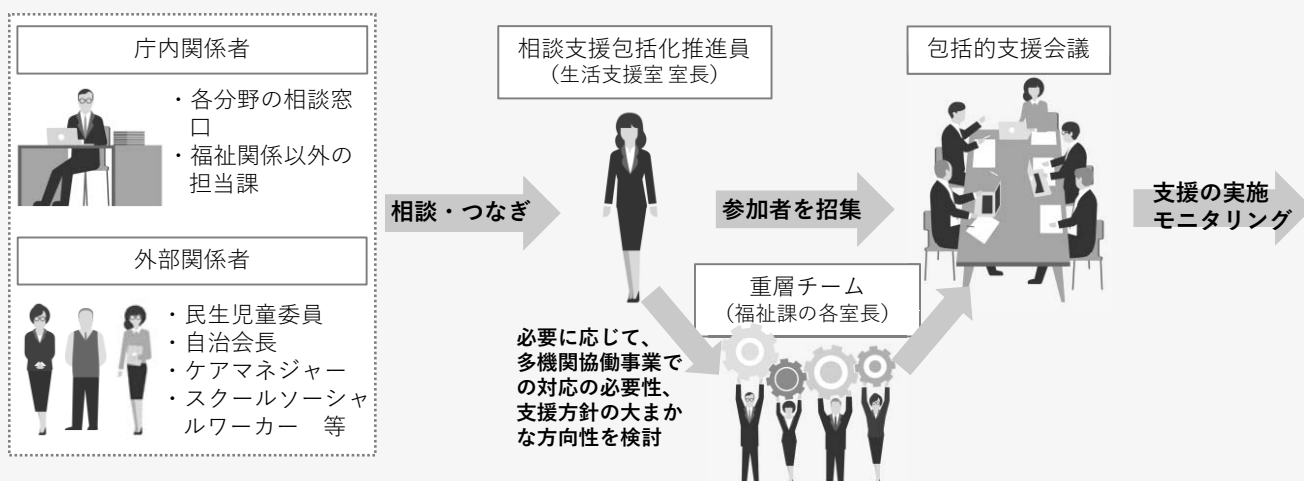 庁内関係者
・各分野の相談窓
口
・福祉関係以外の
担当課
外部関係者
・民生児童委員
・自治会長
・ケアマネジャー
・スクールソーシャ
ルワーカー　等
相談・つなぎ
相談支援包括化推進員
（生活支援室 室長）
必要に応じて、
多機関協働事業で
の対応の必要性、
支援方針の大まか
な方向性を検討
参加者を招集
重層チーム
（福祉課の各室長）
包括的支援会議
支援の実施
モニタリング